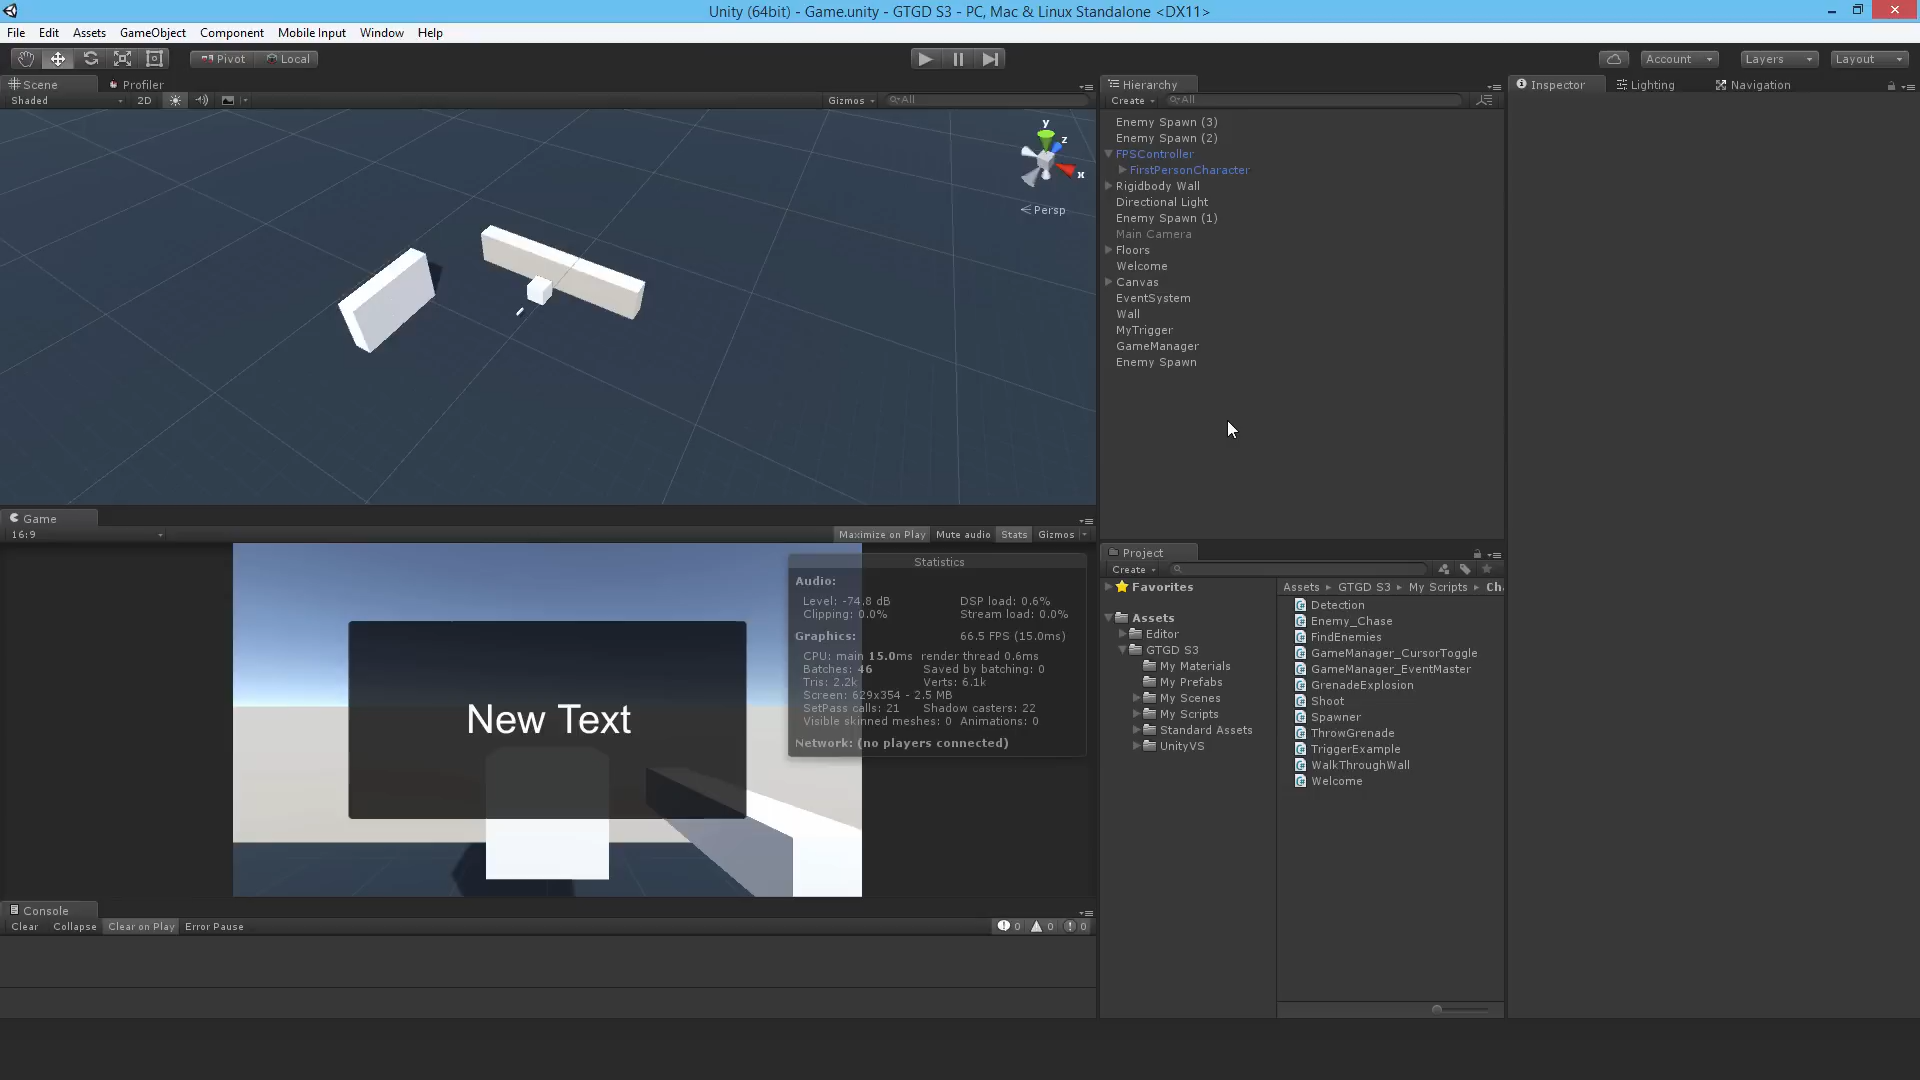 Unity (64bit) - Game.unity - GTGD S3 - PC, Mac & Linux Standalone <DX11>
File Edit Assets GameObject Component Mobile Input Window Help
Pivot Local
Account Layers Layout
Scene Profiler
Shaded 2D Gizmos All
y
z
x
Persp
Hierarchy
Create All
Enemy Spawn (3)
Enemy Spawn (2)
FPSController
FirstPersonCharacter
Rigidbody Wall
Directional Light
Enemy Spawn (1)
Main Camera
Floors
Welcome
Canvas
EventSystem
Wall
MyTrigger
GameManager
Enemy Spawn
Inspector Lighting Navigation
Game
16:9 Maximize on Play Mute audio Stats Gizmos
New Text
Statistics
Audio:
Level: -74.8 dB DSP load: 0.6%
Clipping: 0.0% Stream load: 0.0%
Graphics: 66.5 FPS (15.0ms)
CPU: main 15.0ms render thread 0.6ms
Batches: 46 Saved by batching: 0
Tris: 2.2k Verts: 6.1k
Screen: 629x354 - 2.5 MB
SetPass calls: 21 Shadow casters: 22
Visible skinned meshes: 0 Animations: 0
Network: (no players connected)
Console
Clear Collapse Clear on Play Error Pause 0 0 0
Project
Create
Favorites
Assets
Editor
GTGD S3
My Materials
My Prefabs
My Scenes
My Scripts
Standard Assets
UnityVS
Assets GTGD S3 My Scripts Ch
Detection
Enemy_Chase
FindEnemies
GameManager_CursorToggle
GameManager_EventMaster
GrenadeExplosion
Shoot
Spawner
ThrowGrenade
TriggerExample
WalkThroughWall
Welcome